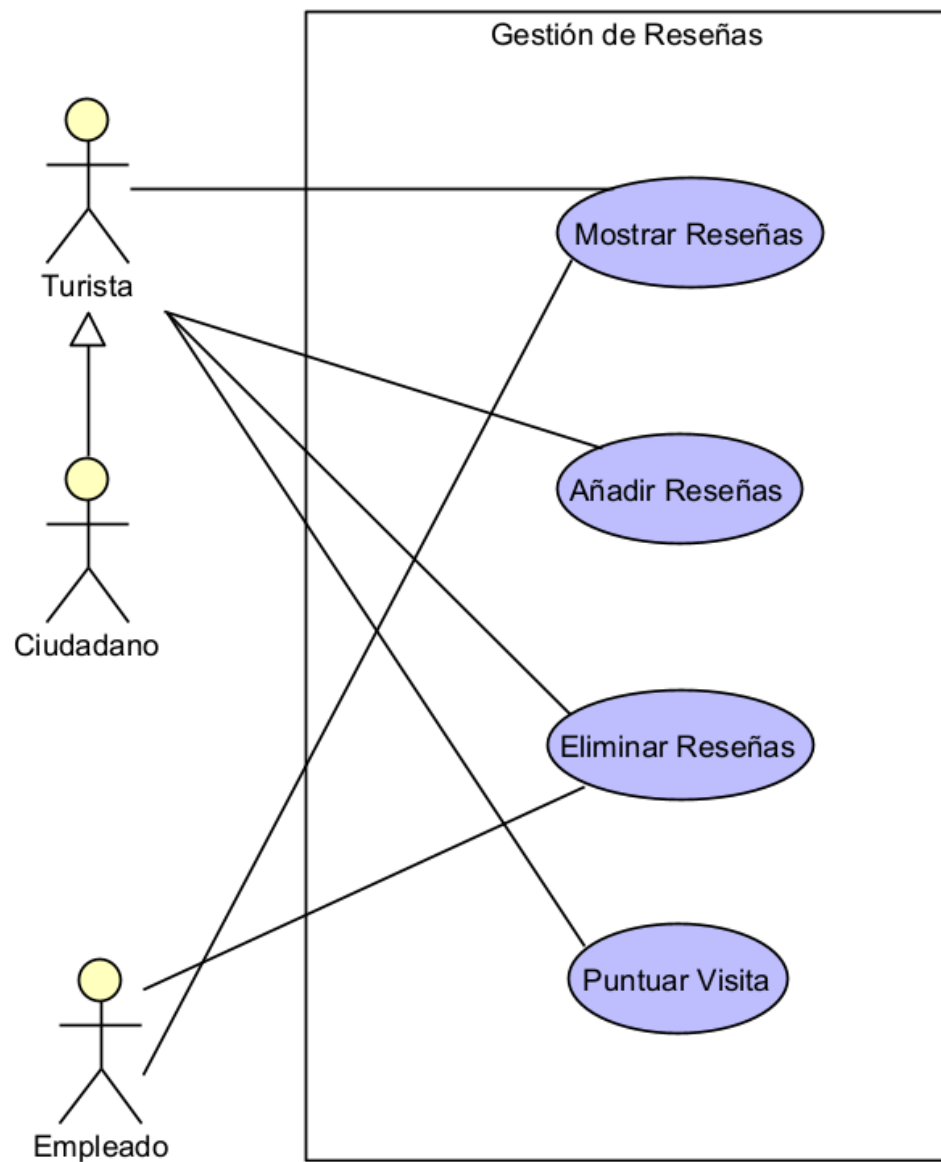 Gestión de Reseñas
Turista
Mostrar Reseñas
Añadir Reseñas
Ciudadano
Eliminar Reseñas
Puntuar Visita
Empleado